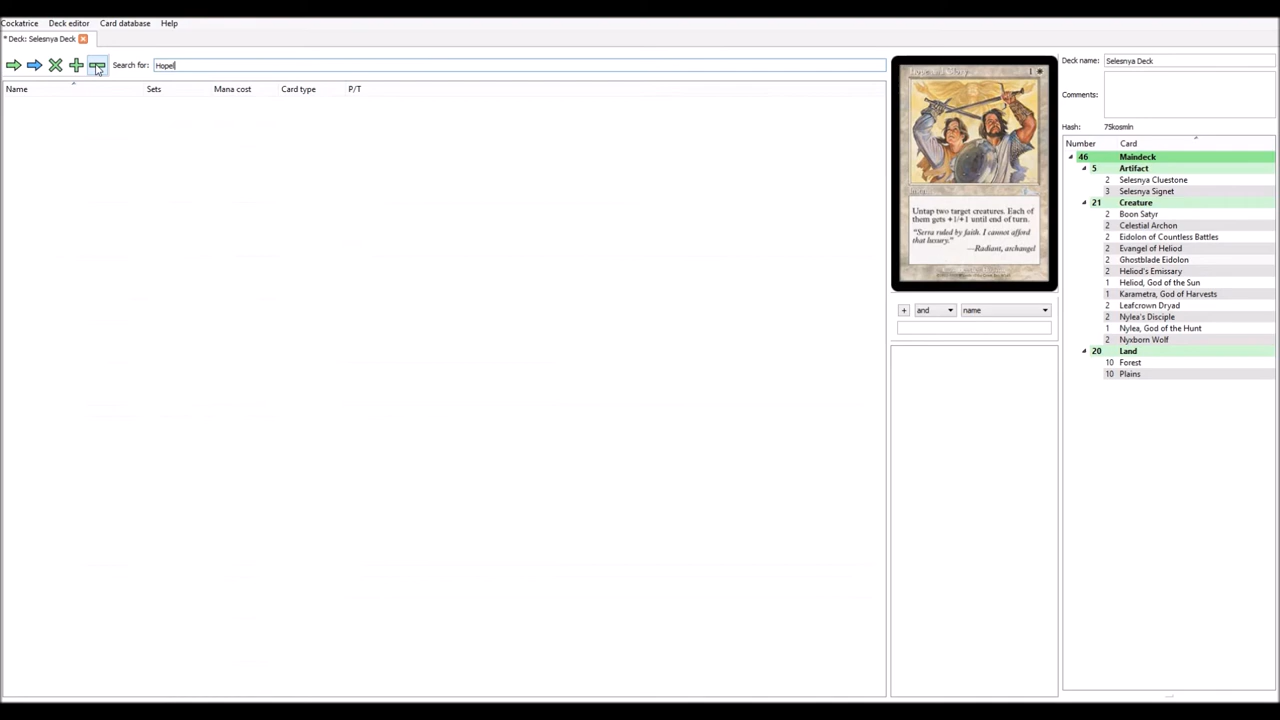 Cockatrice Deck editor Card database Help
* Deck: Selesnya Deck
Search for: Hopel
Name Sets Mana cost Card type P/T
Hope and Glory 1
Instant
Untap two target creatures. Each of
them gets +1/+1 until end of turn.
"Serra ruled by faith. I cannot afford
that luxury."
—Radiant, archangel
+ and name
Deck name: Selesnya Deck
Comments:
Hash: 75kosmln
Number Card
46 Maindeck
5 Artifact
2 Selesnya Cluestone
3 Selesnya Signet
21 Creature
2 Boon Satyr
2 Celestial Archon
2 Eidolon of Countless Battles
2 Evangel of Heliod
2 Ghostblade Eidolon
2 Heliod's Emissary
1 Heliod, God of the Sun
1 Karametra, God of Harvests
2 Leafcrown Dryad
2 Nylea's Disciple
1 Nylea, God of the Hunt
2 Nyxborn Wolf
20 Land
10 Forest
10 Plains